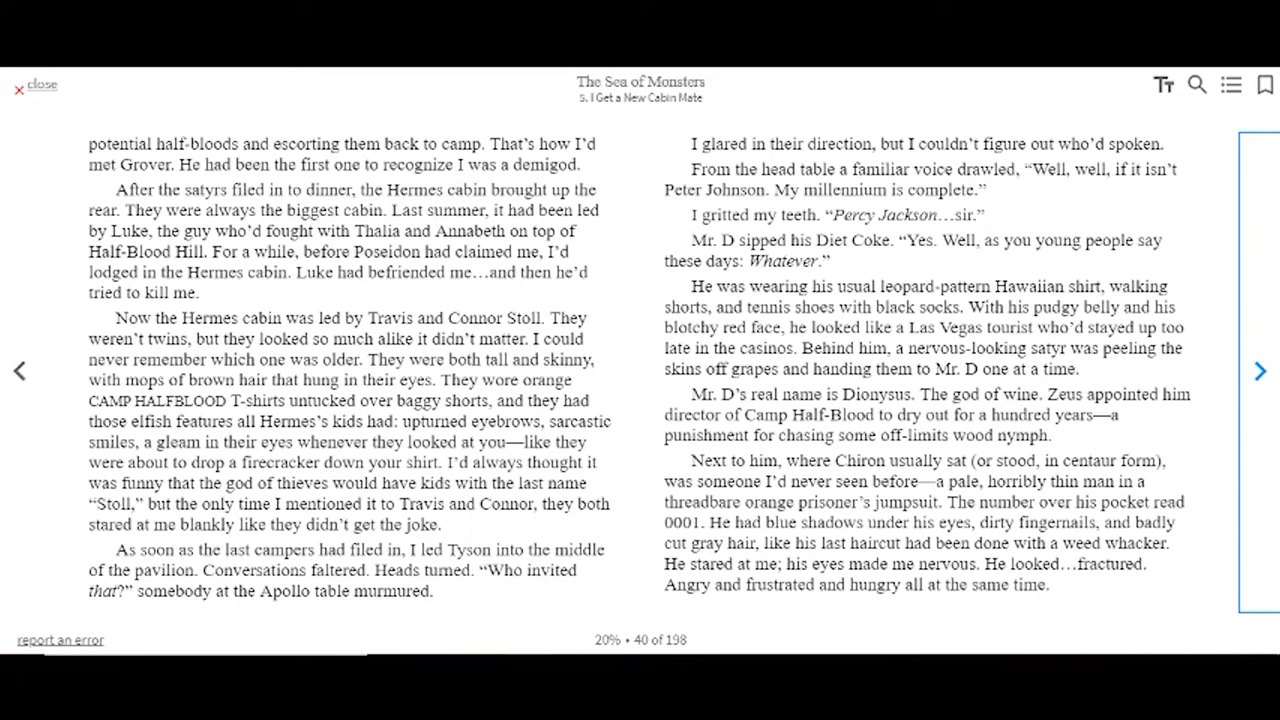 close
The Sea of Monsters
5. I Get a New Cabin Mate
potential half-bloods and escorting them back to camp. That’s how I’d
met Grover. He had been the first one to recognize I was a demigod.
After the satyrs filed in to dinner, the Hermes cabin brought up the
rear. They were always the biggest cabin. Last summer, it had been led
by Luke, the guy who’d fought with Thalia and Annabeth on top of
Half-Blood Hill. For a while, before Poseidon had claimed me, I’d
lodged in the Hermes cabin. Luke had befriended me…and then he’d
tried to kill me.
Now the Hermes cabin was led by Travis and Connor Stoll. They
weren’t twins, but they looked so much alike it didn’t matter. I could
never remember which one was older. They were both tall and skinny,
with mops of brown hair that hung in their eyes. They wore orange
CAMP HALFBLOOD T-shirts untucked over baggy shorts, and they had
those elfish features all Hermes’s kids had: upturned eyebrows, sarcastic
smiles, a gleam in their eyes whenever they looked at you—like they
were about to drop a firecracker down your shirt. I’d always thought it
was funny that the god of thieves would have kids with the last name
“Stoll,” but the only time I mentioned it to Travis and Connor, they both
stared at me blankly like they didn’t get the joke.
As soon as the last campers had filed in, I led Tyson into the middle
of the pavilion. Conversations faltered. Heads turned. “Who invited
that?” somebody at the Apollo table murmured.
I glared in their direction, but I couldn’t figure out who’d spoken.
From the head table a familiar voice drawled, “Well, well, if it isn’t
Peter Johnson. My millennium is complete.”
I gritted my teeth. “Percy Jackson…sir.”
Mr. D sipped his Diet Coke. “Yes. Well, as you young people say
these days: Whatever.”
He was wearing his usual leopard-pattern Hawaiian shirt, walking
shorts, and tennis shoes with black socks. With his pudgy belly and his
blotchy red face, he looked like a Las Vegas tourist who’d stayed up too
late in the casinos. Behind him, a nervous-looking satyr was peeling the
skins off grapes and handing them to Mr. D one at a time.
Mr. D’s real name is Dionysus. The god of wine. Zeus appointed him
director of Camp Half-Blood to dry out for a hundred years—a
punishment for chasing some off-limits wood nymph.
Next to him, where Chiron usually sat (or stood, in centaur form),
was someone I’d never seen before—a pale, horribly thin man in a
threadbare orange prisoner’s jumpsuit. The number over his pocket read
0001. He had blue shadows under his eyes, dirty fingernails, and badly
cut gray hair, like his last haircut had been done with a weed whacker.
He stared at me; his eyes made me nervous. He looked…fractured.
Angry and frustrated and hungry all at the same time.
report an error
20% • 40 of 198